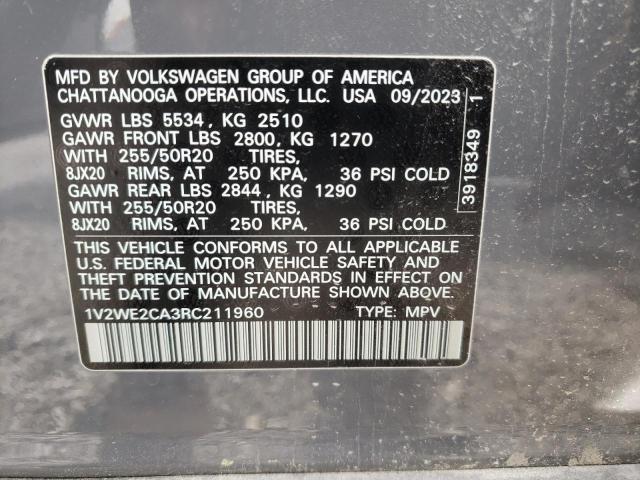 MFD BY VOLKSWAGEN GROUP OF AMERICA
CHATTANOOGA OPERATIONS, LLC. USA 09/2023
GVWR LBS 5534, KG 2510
GAWR FRONT LBS 2800, KG 1270
WITH 255/50R20 TIRES,
8JX20 RIMS, AT 250 KPA, 36 PSI COLD
GAWR REAR LBS 2844, KG 1290
WITH 255/50R20 TIRES,
8JX20 RIMS, AT 250 KPA, 36 PSI COLD
THIS VEHICLE CONFORMS TO ALL APPLICABLE
U.S. FEDERAL MOTOR VEHICLE SAFETY AND
THEFT PREVENTION STANDARDS IN EFFECT ON
THE DATE OF MANUFACTURE SHOWN ABOVE.
1V2WE2CA3RC211960 TYPE: MPV
3918349 1